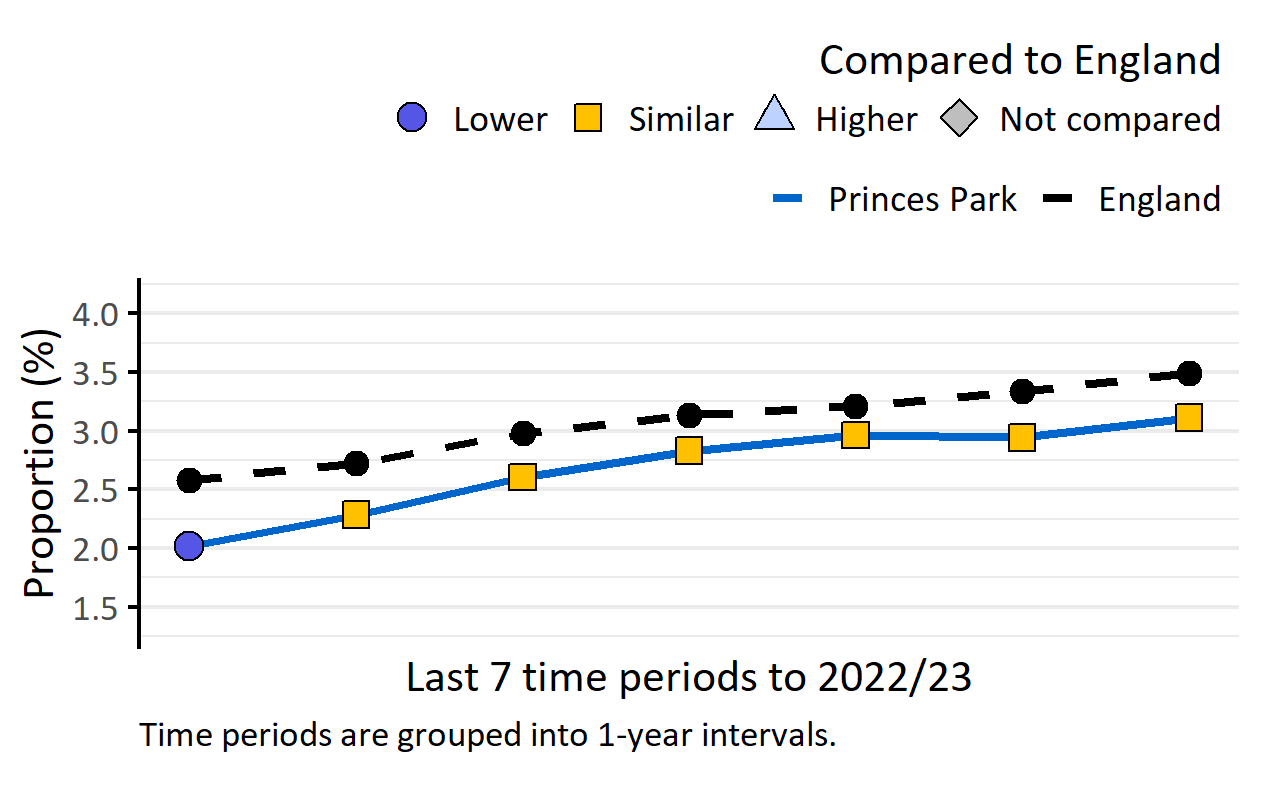 Compared to England
Lower Similar Higher Not compared
Princes Park England
4.0
3.5
3.0
2.5
2.0
1.5
Proportion (%)
Last 7 time periods to 2022/23
Time periods are grouped into 1-year intervals.